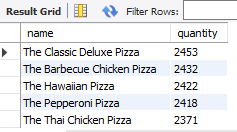 Result Grid Filter Rows:
name quantity
The Classic Deluxe Pizza 2453
The Barbecue Chicken Pizza 2432
The Hawaiian Pizza 2422
The Pepperoni Pizza 2418
The Thai Chicken Pizza 2371